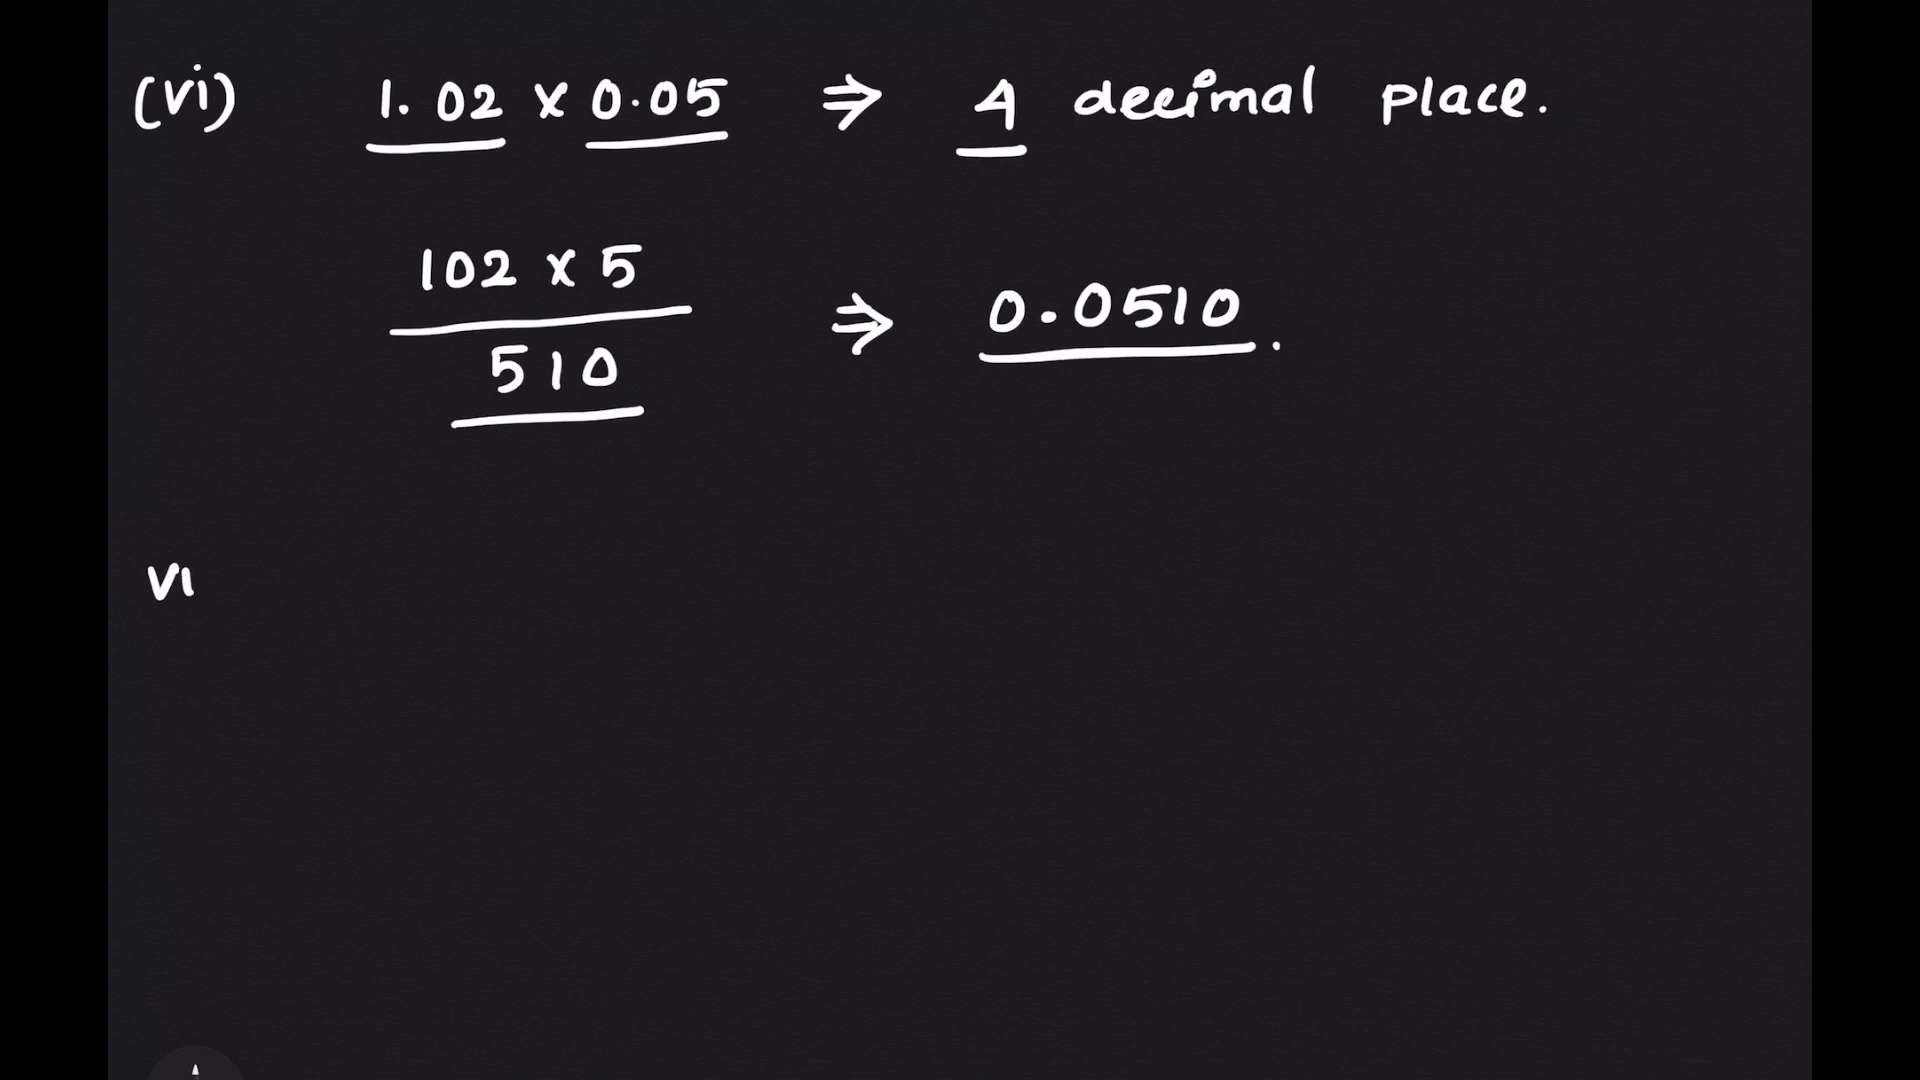 (vi) 1.02 x 0.05 ⇒ 4 decimal place.
102 x 5
510 ⇒ 0.0510.
vi